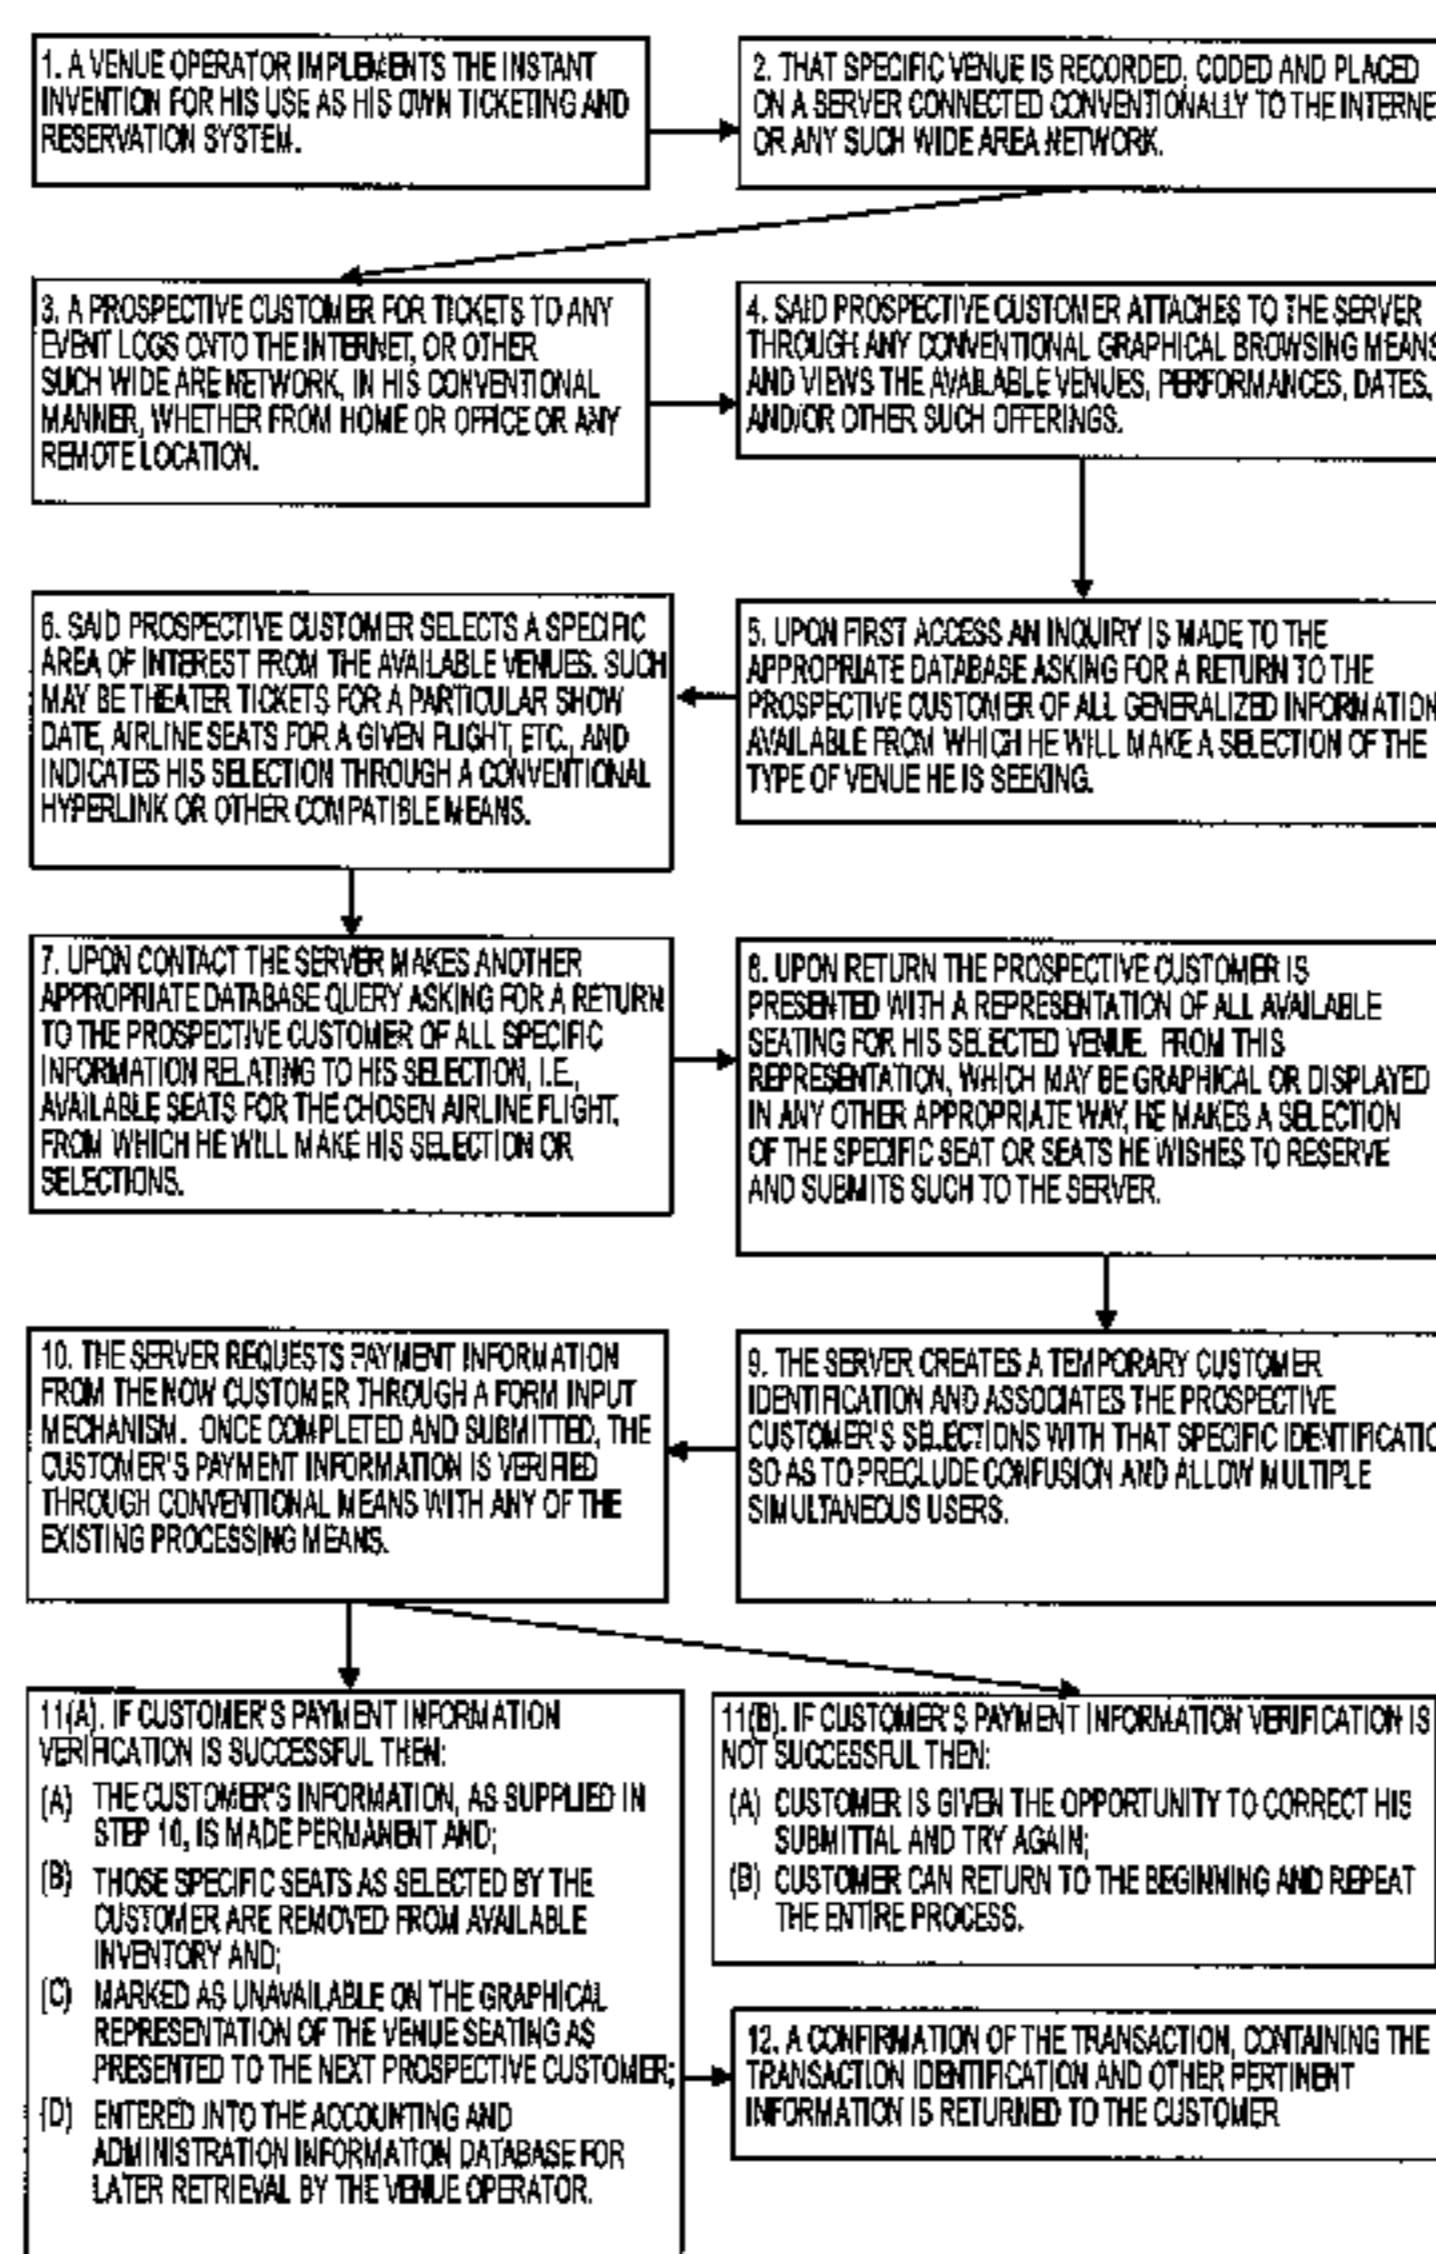 1. A VENUE OPERATOR IMPLEMENTS THE INSTANT
INVENTION FOR HIS USE AS HIS OWN TICKETING AND
RESERVATION SYSTEM.
2. THAT SPECIFIC VENUE IS RECORDED, CODED AND PLACED
ON A SERVER CONNECTED CONVENTIONALLY TO THE INTERNE
OR ANY SUCH WIDE AREA NETWORK.
3. A PROSPECTIVE CUSTOMER FOR TICKETS TO ANY
EVENT LOGS ONTO THE INTERNET, OR OTHER
SUCH WIDE ARE NETWORK, IN HIS CONVENTIONAL
MANNER, WHETHER FROM HOME OR OFFICE OR ANY
REMOTE LOCATION.
4. SAID PROSPECTIVE CUSTOMER ATTACHES TO THE SERVER
THROUGH ANY CONVENTIONAL GRAPHICAL BROWSING MEANS
AND VIEWS THE AVAILABLE VENUES, PERFORMANCES, DATES,
AND/OR OTHER SUCH OFFERINGS.
6. SAID PROSPECTIVE CUSTOMER SELECTS A SPECIFIC
AREA OF INTEREST FROM THE AVAILABLE VENUES. SUCH
MAY BE THEATER TICKETS FOR A PARTICULAR SHOW
DATE, AIRLINE SEATS FOR A GIVEN FLIGHT, ETC., AND
INDICATES HIS SELECTION THROUGH A CONVENTIONAL
HYPERLINK OR OTHER COMPATIBLE MEANS.
5. UPON FIRST ACCESS AN INQUIRY IS MADE TO THE
APPROPRIATE DATABASE ASKING FOR A RETURN TO THE
PROSPECTIVE CUSTOMER OF ALL GENERALIZED INFORMATION
AVAILABLE FROM WHICH HE WILL MAKE A SELECTION OF THE
TYPE OF VENUE HE IS SEEKING.
7. UPON CONTACT THE SERVER MAKES ANOTHER
APPROPRIATE DATABASE QUERY ASKING FOR A RETURN
TO THE PROSPECTIVE CUSTOMER OF ALL SPECIFIC
INFORMATION RELATING TO HIS SELECTION, I.E.,
AVAILABLE SEATS FOR THE CHOSEN AIRLINE FLIGHT,
FROM WHICH HE WILL MAKE HIS SELECTION OR
SELECTIONS.
8. UPON RETURN THE PROSPECTIVE CUSTOMER IS
PRESENTED WITH A REPRESENTATION OF ALL AVAILABLE
SEATING FOR HIS SELECTED VENUE. FROM THIS
REPRESENTATION, WHICH MAY BE GRAPHICAL OR DISPLAYED
IN ANY OTHER APPROPRIATE WAY, HE MAKES A SELECTION
OF THE SPECIFIC SEAT OR SEATS HE WISHES TO RESERVE
AND SUBMITS SUCH TO THE SERVER.
10. THE SERVER REQUESTS PAYMENT INFORMATION
FROM THE NOW CUSTOMER THROUGH A FORM INPUT
MECHANISM. ONCE COMPLETED AND SUBMITTED, THE
CUSTOMER'S PAYMENT INFORMATION IS VERIFIED
THROUGH CONVENTIONAL MEANS WITH ANY OF THE
EXISTING PROCESSING MEANS.
9. THE SERVER CREATES A TEMPORARY CUSTOMER
IDENTIFICATION AND ASSOCIATES THE PROSPECTIVE
CUSTOMER'S SELECTIONS WITH THAT SPECIFIC IDENTIFICATIO
SO AS TO PRECLUDE CONFUSION AND ALLOW MULTIPLE
SIMULTANEOUS USERS.
11(A). IF CUSTOMER'S PAYMENT INFORMATION
VERIFICATION IS SUCCESSFUL THEN:
(A) THE CUSTOMER'S INFORMATION, AS SUPPLIED IN
STEP 10, IS MADE PERMANENT AND;
(B) THOSE SPECIFIC SEATS AS SELECTED BY THE
CUSTOMER ARE REMOVED FROM AVAILABLE
INVENTORY AND;
(C) MARKED AS UNAVAILABLE ON THE GRAPHICAL
REPRESENTATION OF THE VENUE SEATING AS
PRESENTED TO THE NEXT PROSPECTIVE CUSTOMER;
(D) ENTERED INTO THE ACCOUNTING AND
ADMINISTRATION INFORMATION DATABASE FOR
LATER RETRIEVAL BY THE VENUE OPERATOR.
11(B). IF CUSTOMER'S PAYMENT INFORMATION VERIFICATION IS
NOT SUCCESSFUL THEN:
(A) CUSTOMER IS GIVEN THE OPPORTUNITY TO CORRECT HIS
SUBMITTAL AND TRY AGAIN;
(B) CUSTOMER CAN RETURN TO THE BEGINNING AND REPEAT
THE ENTIRE PROCESS.
12. A CONFIRMATION OF THE TRANSACTION, CONTAINING THE
TRANSACTION IDENTIFICATION AND OTHER PERTINENT
INFORMATION IS RETURNED TO THE CUSTOMER